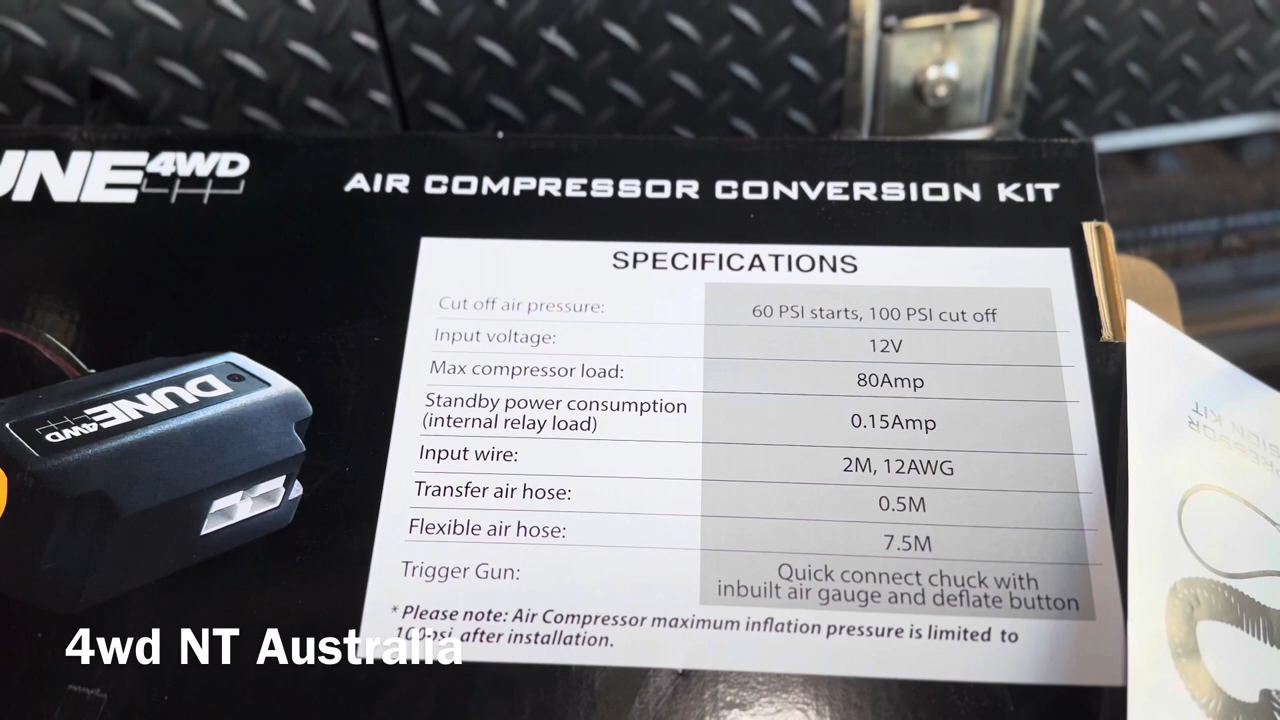 UNE 4WD
AIR COMPRESSOR CONVERSION KIT
SPECIFICATIONS
Cut off air pressure: 60 PSI starts, 100 PSI cut off
Input voltage: 12V
Max compressor load: 80Amp
Standby power consumption
(internal relay load) 0.15Amp
Input wire: 2M, 12AWG
Transfer air hose: 0.5M
Flexible air hose: 7.5M
Trigger Gun: Quick connect chuck with
inbuilt air gauge and deflate button
*Please note: Air Compressor maximum inflation pressure is limited to
100psi after installation.
DUNE 4WD
4wd NT Australia